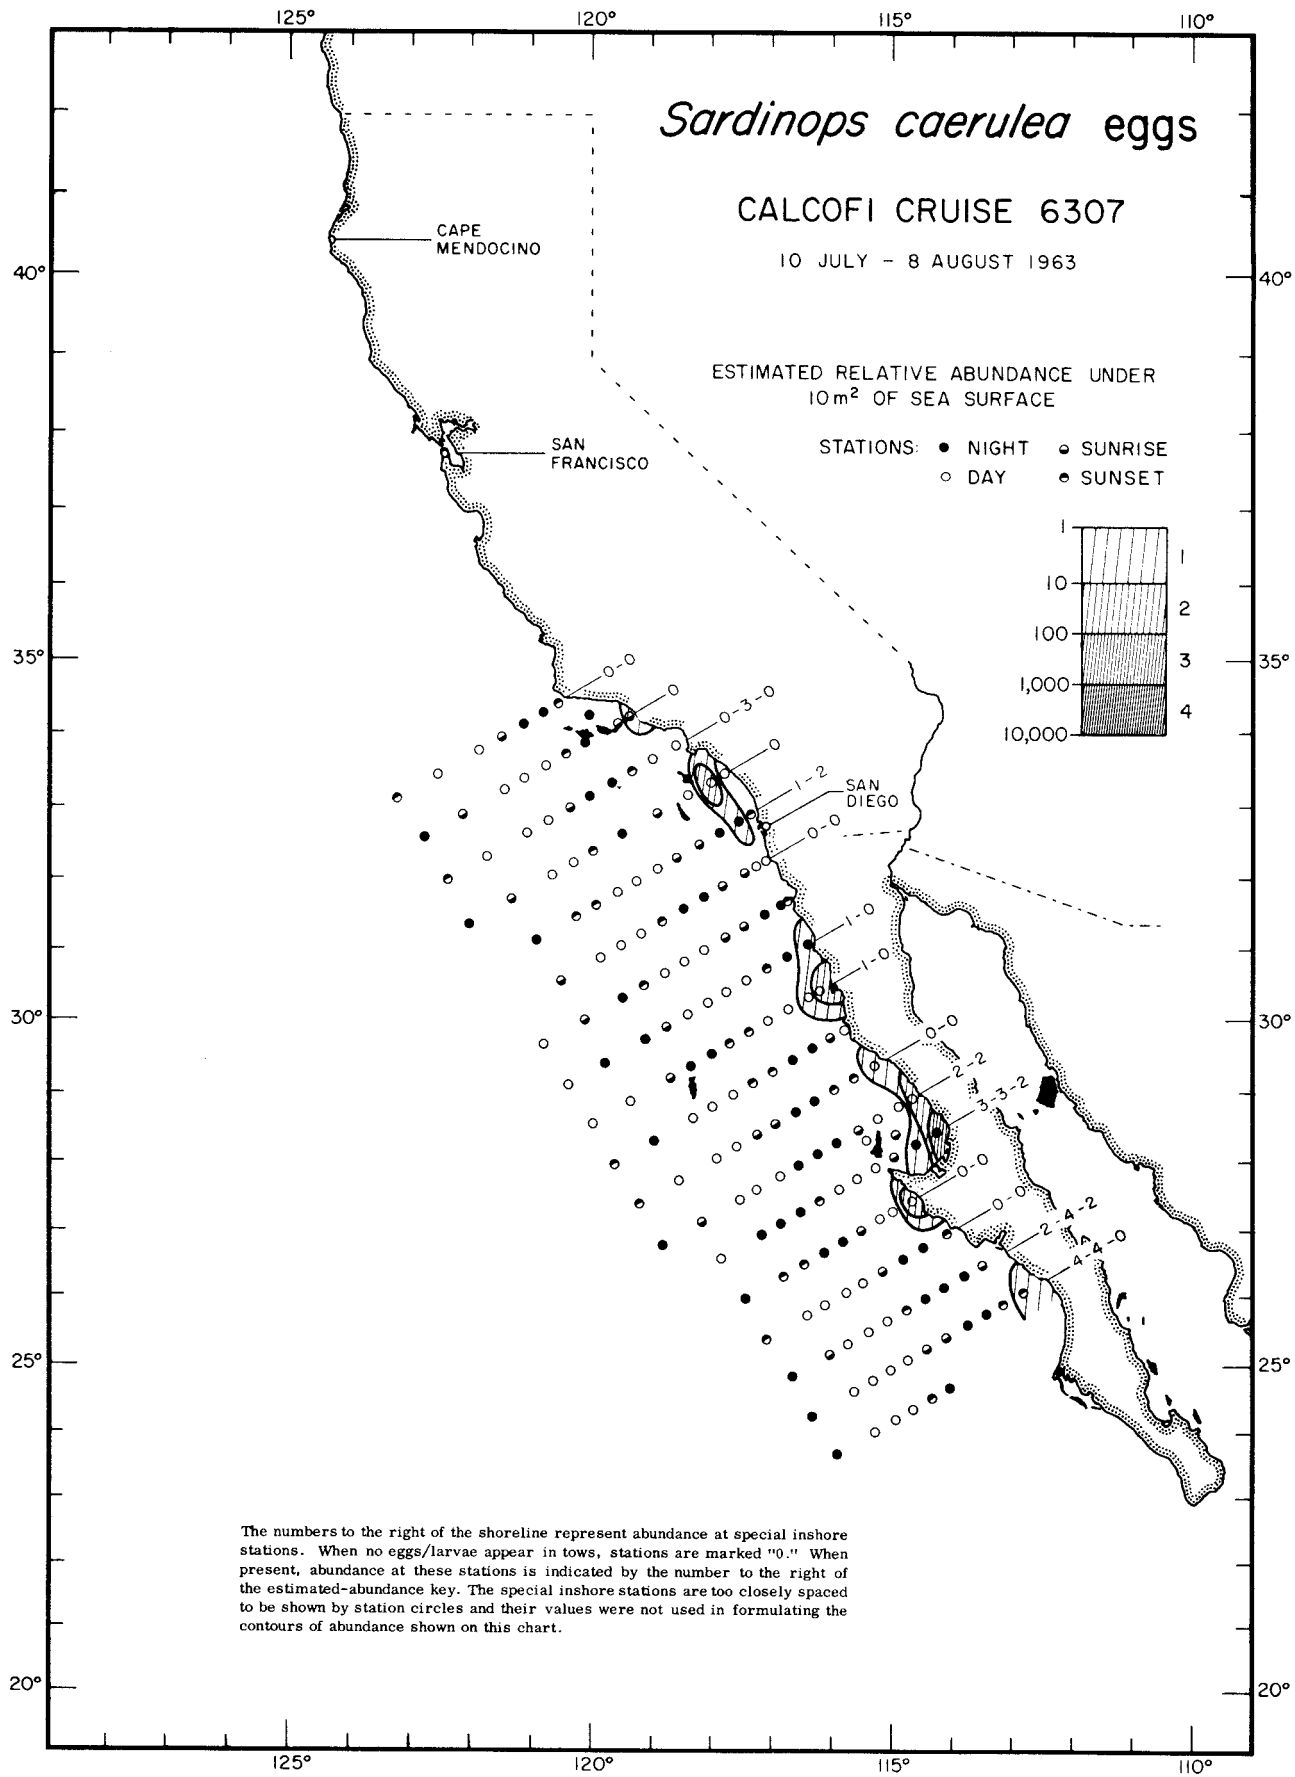 125° 120° 115° 110°
Sardinops caerulea eggs
CALCOFI CRUISE 6307
10 JULY - 8 AUGUST 1963
CAPE
MENDOCINO
40° 40°
ESTIMATED RELATIVE ABUNDANCE UNDER
10m² OF SEA SURFACE
STATIONS: ● NIGHT ◒ SUNRISE
○ DAY ◓ SUNSET
SAN
FRANCISCO
1
1
10
2
100
3
1,000
4
10,000
35° 35°
0-0
0
0-3-0
0
1-2
SAN
DIEGO
0-0
1-0
1-0
30° 30°
0-0
2-2
3-3-2
0-0
0-0
2-4-2
4-4-0
25° 25°
The numbers to the right of the shoreline represent abundance at special inshore
stations. When no eggs/larvae appear in tows, stations are marked "0." When
present, abundance at these stations is indicated by the number to the right of
the estimated-abundance key. The special inshore stations are too closely spaced
to be shown by station circles and their values were not used in formulating the
contours of abundance shown on this chart.
20° 20°
125° 120° 115° 110°